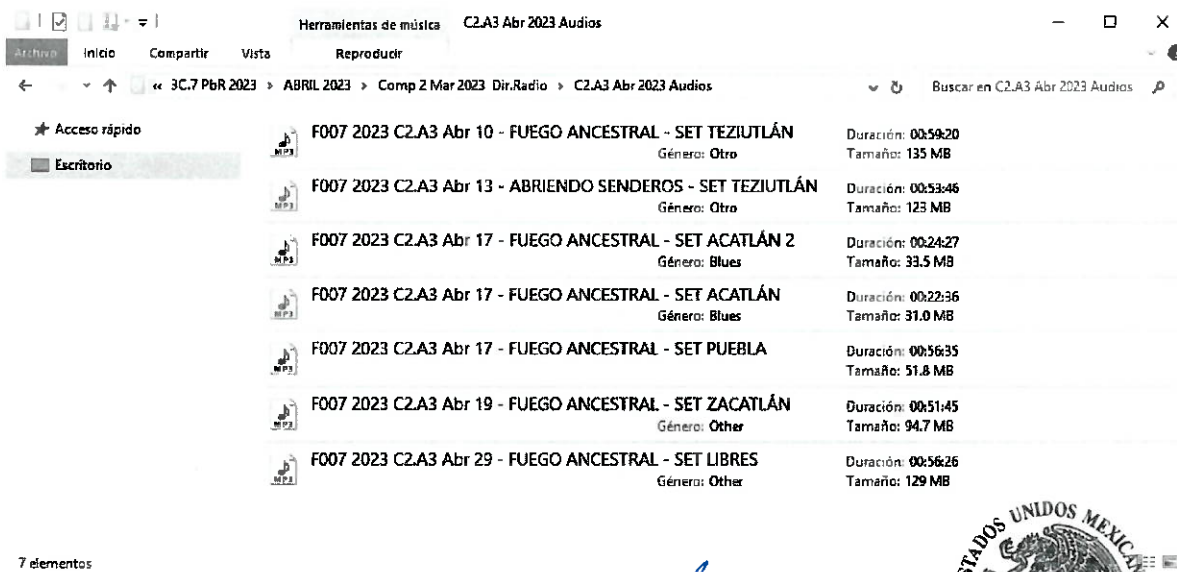 Herramientas de música C2.A3 Abr 2023 Audios
Archivo Inicio Compartir Vista Reproducir
« 3C.7 PbR 2023 > ABRIL 2023 > Comp 2 Mar 2023 Dir.Radio > C2.A3 Abr 2023 Audios Buscar en C2.A3 Abr 2023 Audios
Acceso rápido
Escritorio
F007 2023 C2.A3 Abr 10 - FUEGO ANCESTRAL - SET TEZIUTLÁN Duración: 00:59:20
MP3 Género: Otro Tamaño: 135 MB
F007 2023 C2.A3 Abr 13 - ABRIENDO SENDEROS - SET TEZIUTLÁN Duración: 00:53:46
MP3 Género: Otro Tamaño: 123 MB
F007 2023 C2.A3 Abr 17 - FUEGO ANCESTRAL - SET ACATLÁN 2 Duración: 00:24:27
MP3 Género: Blues Tamaño: 33.5 MB
F007 2023 C2.A3 Abr 17 - FUEGO ANCESTRAL - SET ACATLÁN Duración: 00:22:36
MP3 Género: Blues Tamaño: 31.0 MB
F007 2023 C2.A3 Abr 17 - FUEGO ANCESTRAL - SET PUEBLA Duración: 00:56:35
MP3 Tamaño: 51.8 MB
F007 2023 C2.A3 Abr 19 - FUEGO ANCESTRAL - SET ZACATLÁN Duración: 00:51:45
MP3 Género: Other Tamaño: 94.7 MB
F007 2023 C2.A3 Abr 29 - FUEGO ANCESTRAL - SET LIBRES Duración: 00:56:26
MP3 Género: Other Tamaño: 129 MB
7 elementos
ESTADOS UNIDOS MEXICAN